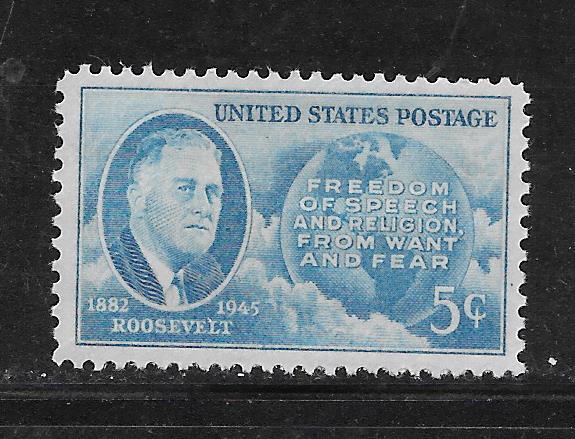 UNITED STATES POSTAGE
FREEDOM
OF SPEECH
AND RELIGION,
FROM WANT
AND FEAR
1882 1945
ROOSEVELT
5¢